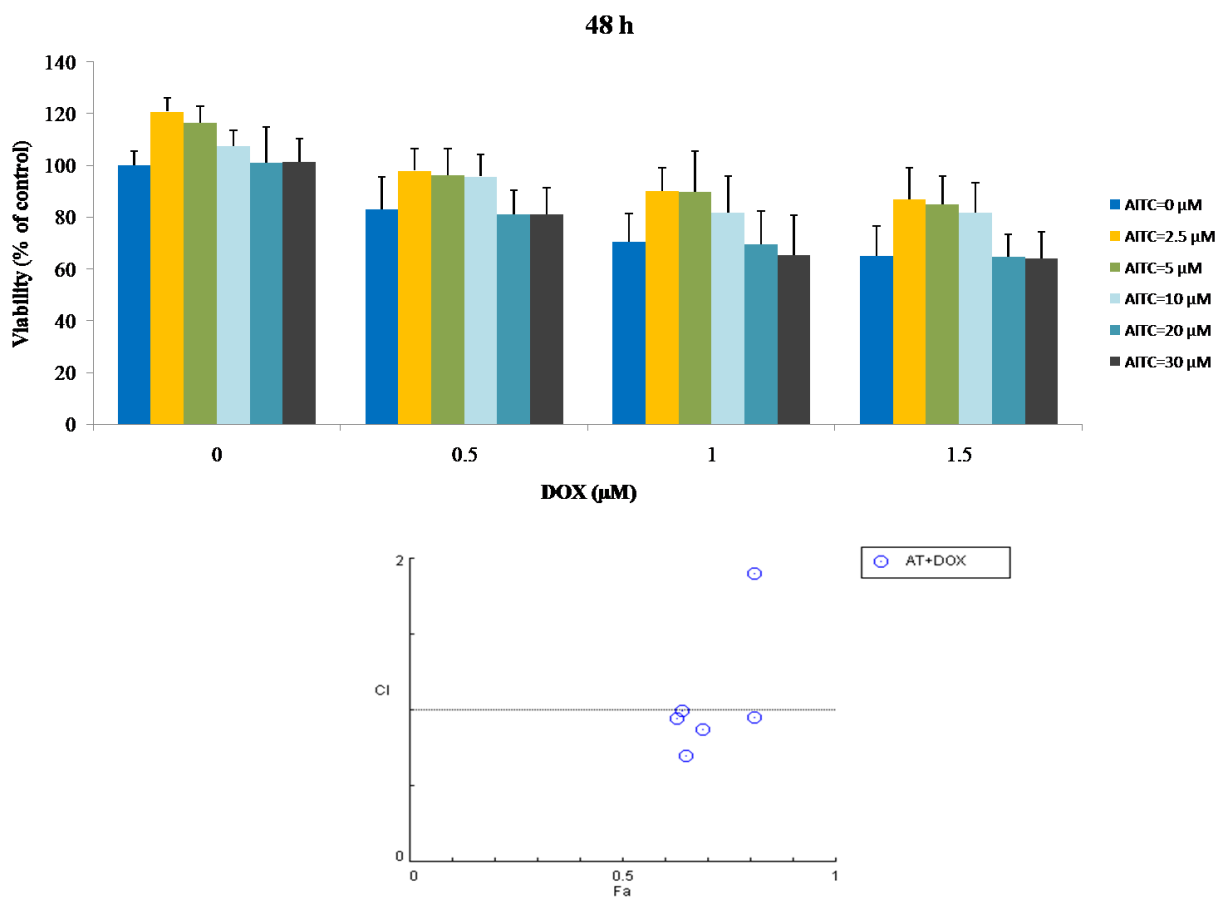 48 h
140
120
100
80
60
40
20
0
Viability (% of control)
0 0.5 1 1.5
DOX (µM)
AITC=0 µM
AITC=2.5 µM
AITC=5 µM
AITC=10 µM
AITC=20 µM
AITC=30 µM
2
CI
0
0 0.5 1
Fa
AT+DOX